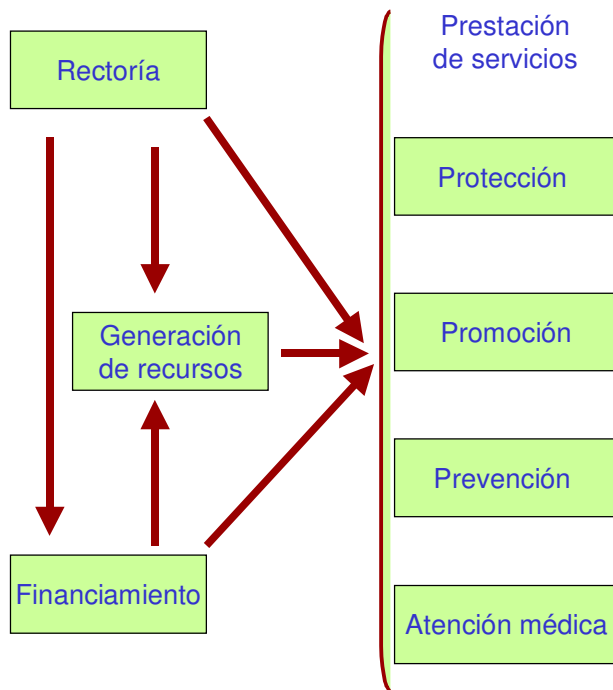 Rectoría
Generación
de recursos
Financiamiento
Prestación
de servicios
Protección
Promoción
Prevención
Atención médica